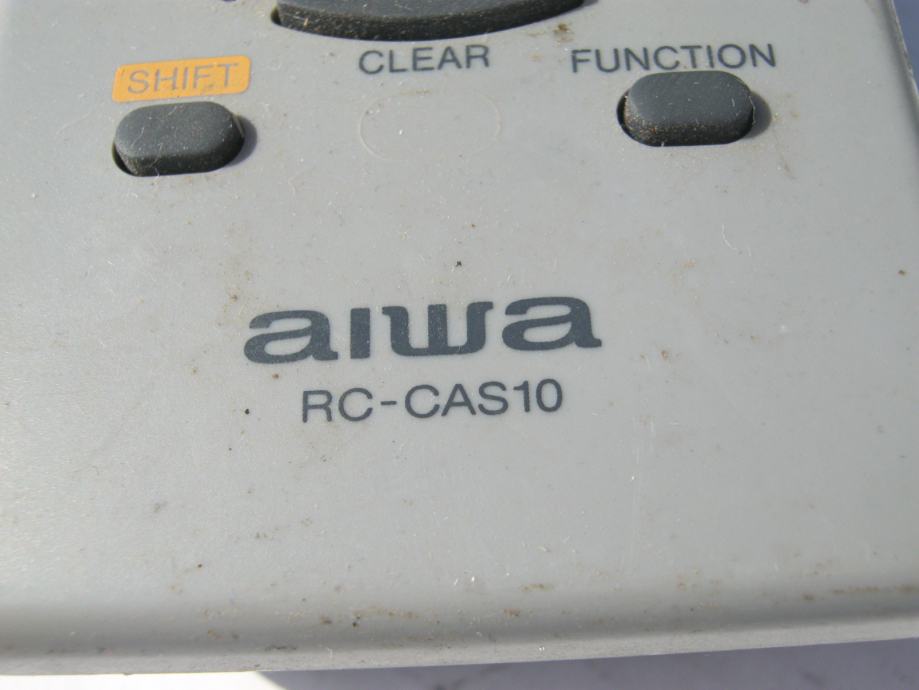 CLEAR
FUNCTION
SHIFT
aiwa
RC-CAS10